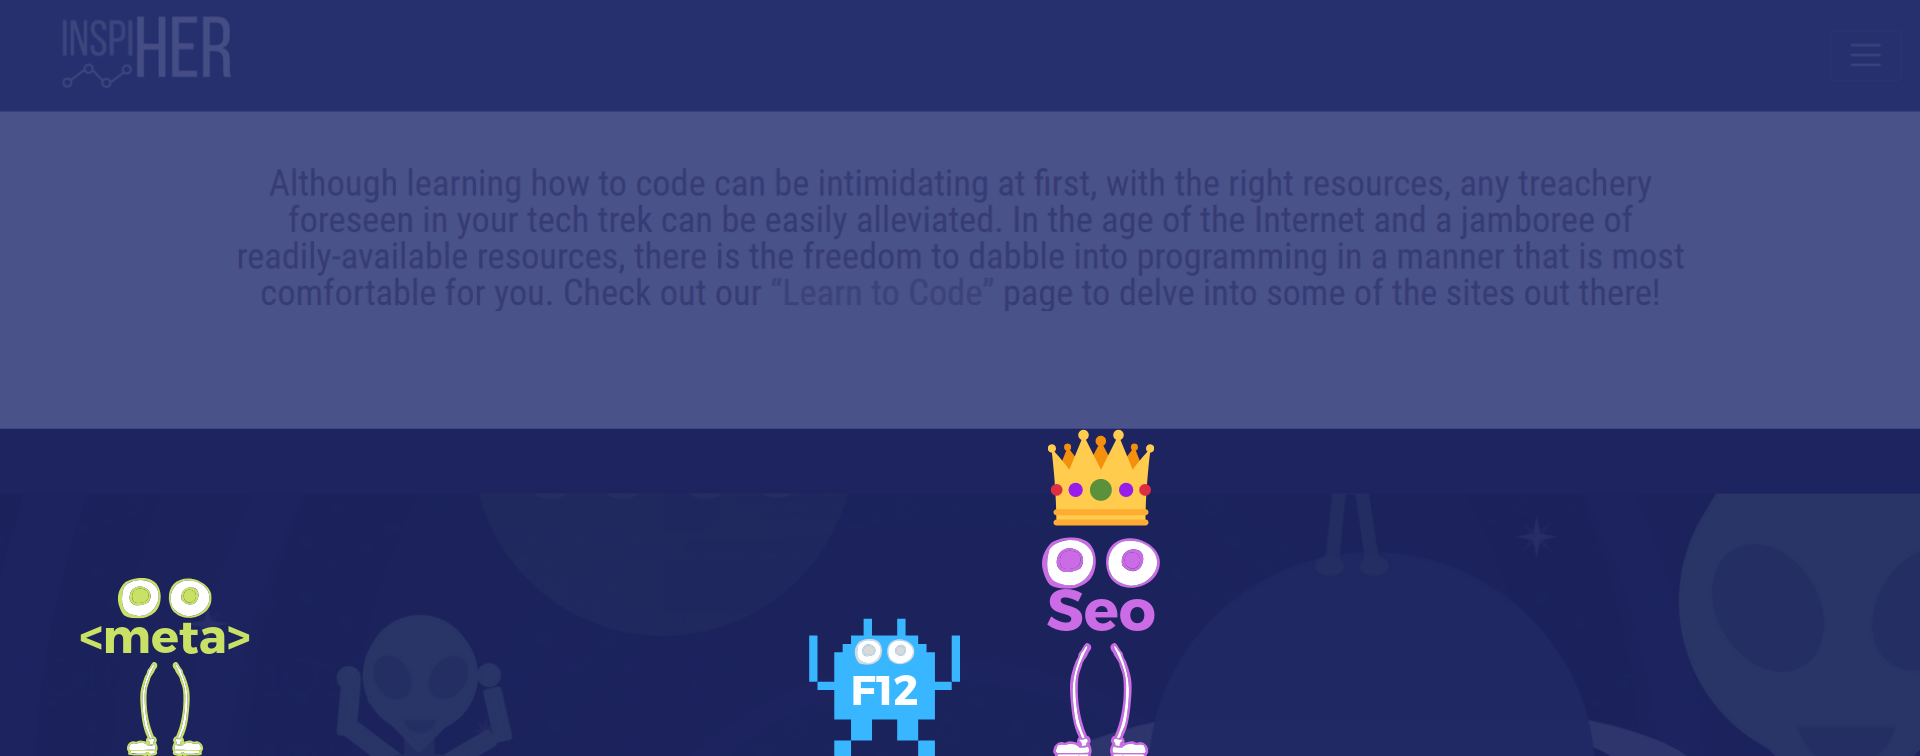 INSPIHER
Although learning how to code can be intimidating at first, with the right resources, any treachery
foreseen in your tech trek can be easily alleviated. In the age of the Internet and a jamboree of
readily-available resources, there is the freedom to dabble into programming in a manner that is most
comfortable for you. Check out our “Learn to Code” page to delve into some of the sites out there!
Seo
<meta>
F12